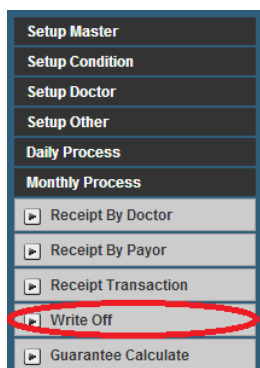 Setup Master
Setup Condition
Setup Doctor
Setup Other
Daily Process
Monthly Process
Receipt By Doctor
Receipt By Payor
Receipt Transaction
Write Off
Guarantee Calculate